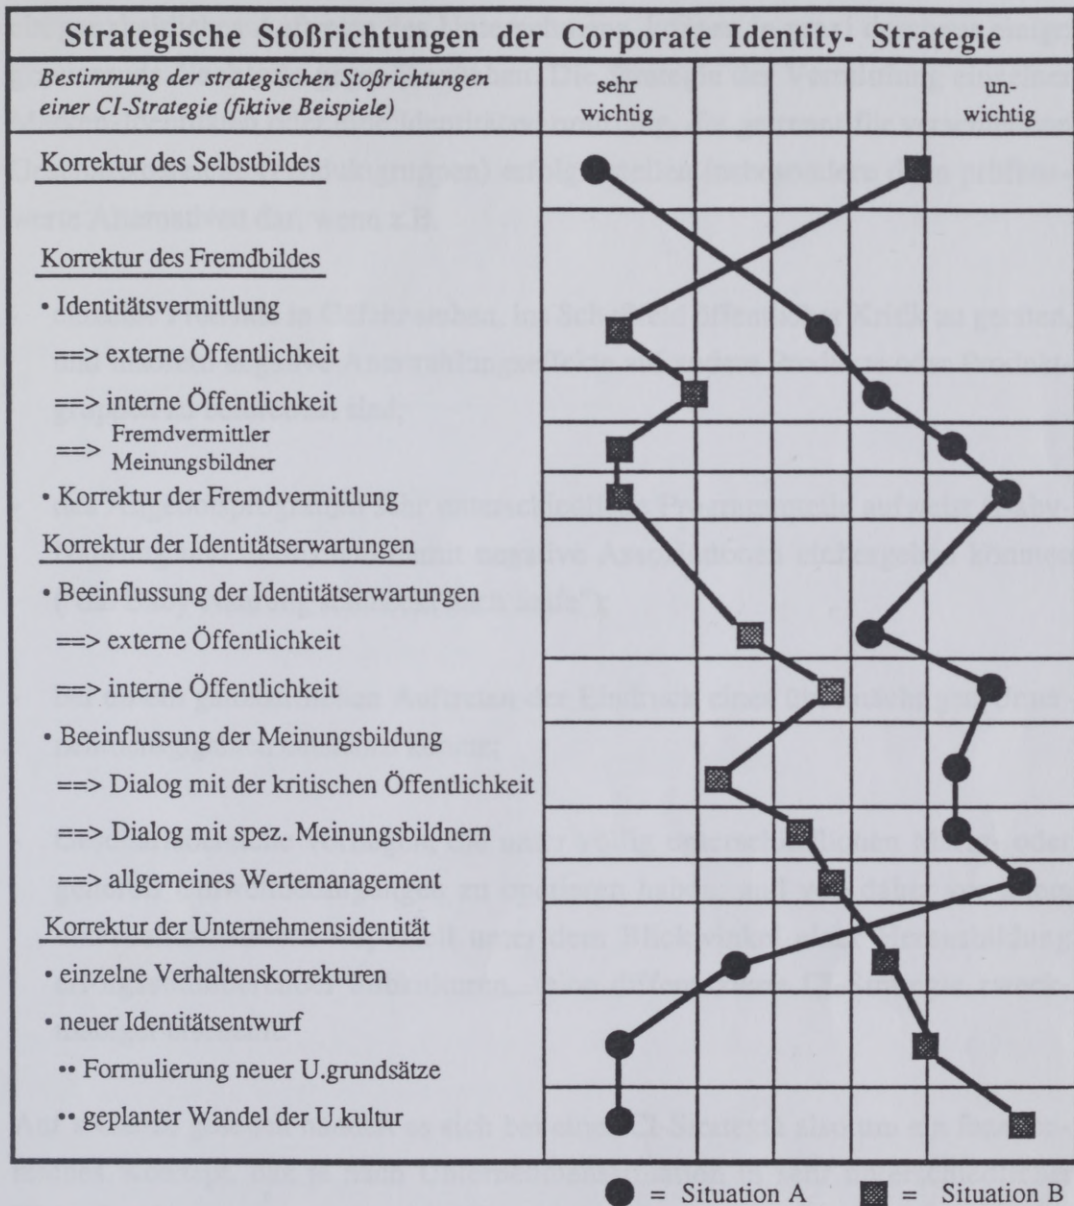 Strategische Stoßrichtungen der Corporate Identity- Strategie
Bestimmung der strategischen Stoßrichtungen
einer CI-Strategie (fiktive Beispiele)
sehr
wichtig
un-
wichtig
Korrektur des Selbstbildes
Korrektur des Fremdbildes
• Identitätsvermittlung
==> externe Öffentlichkeit
==> interne Öffentlichkeit
==> Fremdvermittler
Meinungsbildner
• Korrektur der Fremdvermittlung
Korrektur der Identitätserwartungen
• Beeinflussung der Identitätserwartungen
==> externe Öffentlichkeit
==> interne Öffentlichkeit
• Beeinflussung der Meinungsbildung
==> Dialog mit der kritischen Öffentlichkeit
==> Dialog mit spez. Meinungsbildnern
==> allgemeines Wertemanagement
Korrektur der Unternehmensidentität
• einzelne Verhaltenskorrekturen
• neuer Identitätsentwurf
•• Formulierung neuer U.grundsätze
•• geplanter Wandel der U.kultur
= Situation A = Situation B